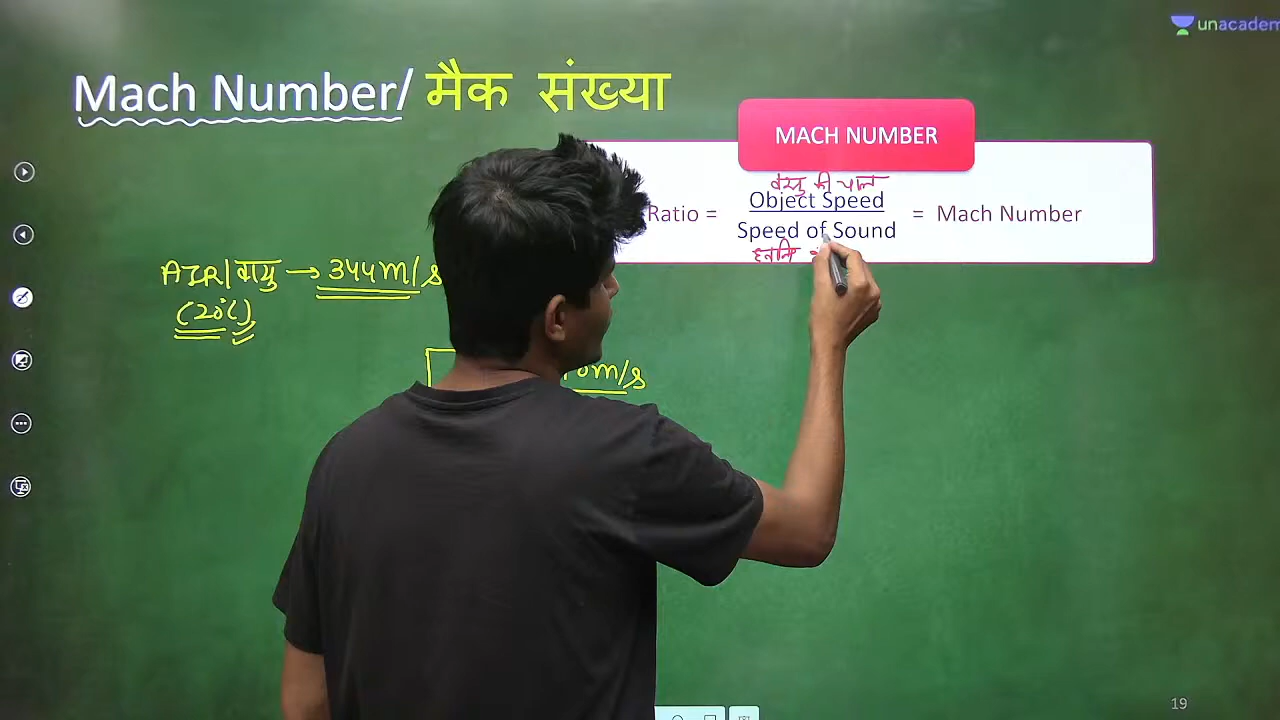 unacadem
Mach Number/ मैक संख्या
MACH NUMBER
वस्तु की चाल
Ratio = Object Speed
Speed of Sound
= Mach Number
ध्वनि
AIR/वायु → 344m/s
(20°C)
m/s
19